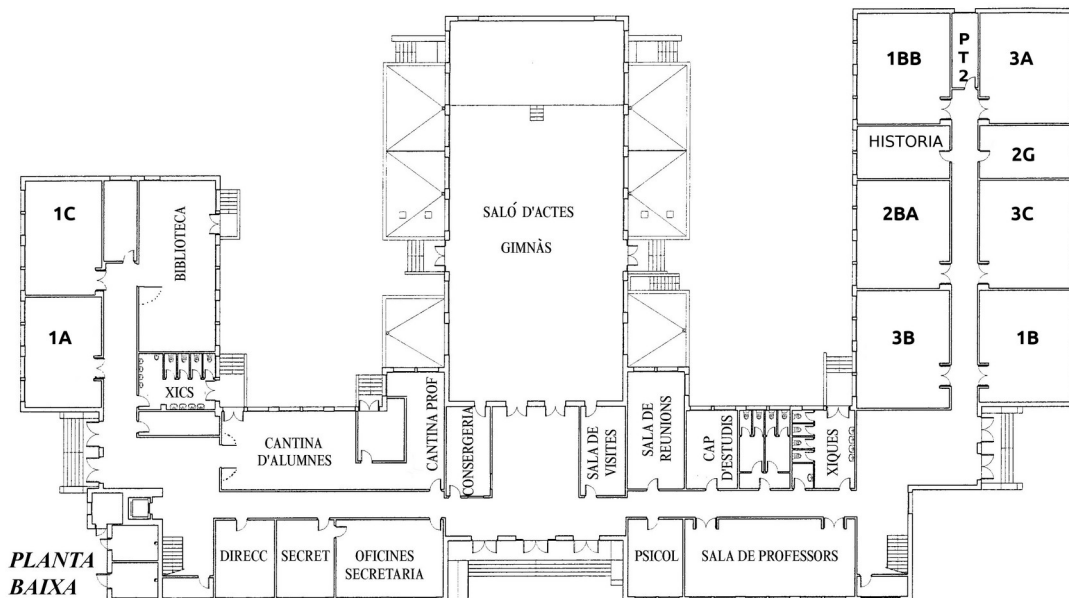 1BB
P
T
2
3A
HISTORIA
2G
1C
BIBLIOTECA
SALÓ D'ACTES
GIMNÀS
2BA
3C
1A
3B
1B
XICS
CANTINA
D'ALUMNES
CANTINA PROF
CONSERGERIA
SALA DE
VISITES
SALA DE
REUNIONS
CAP
D'ESTUDIS
XIQUES
PLANTA
BAIXA
DIRECC
SECRET
OFICINES
SECRETARIA
PSICOL
SALA DE PROFESSORS